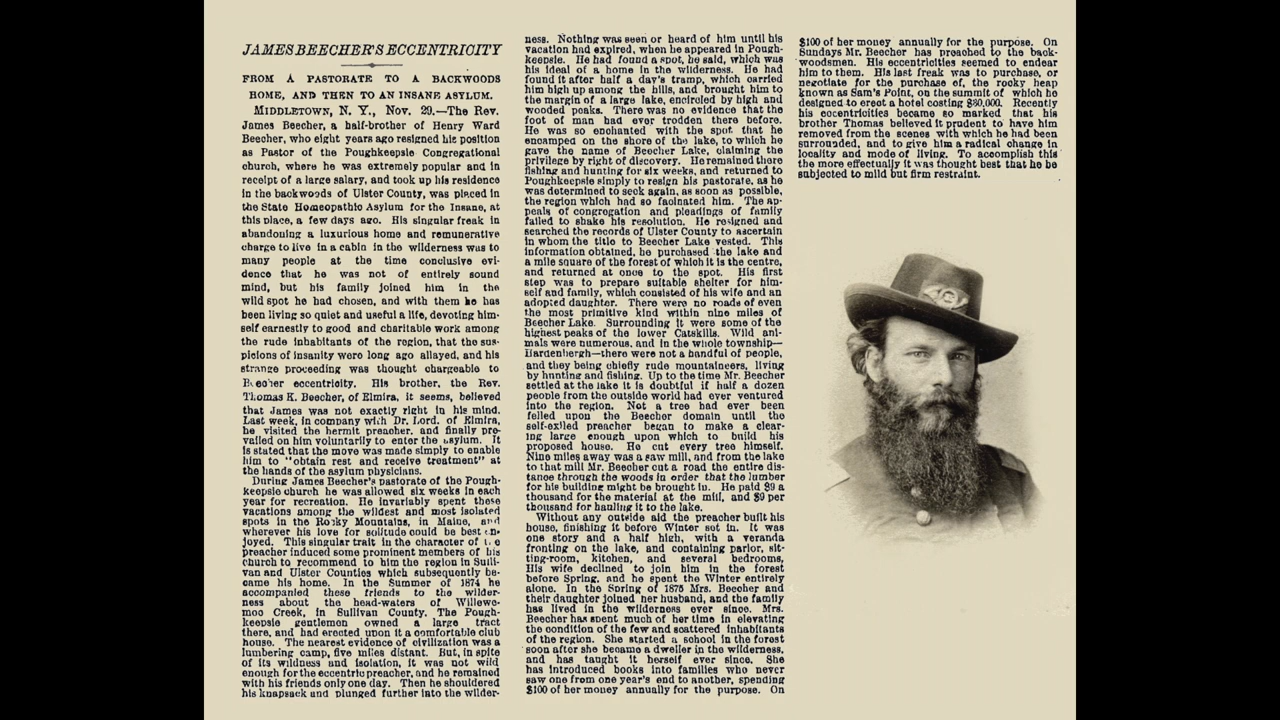 JAMES BEECHER'S ECCENTRICITY
FROM A PASTORATE TO A BACKWOODS
HOME, AND THEN TO AN INSANE ASYLUM.
MIDDLETOWN, N. Y., Nov. 29.—The Rev.
James Beecher, a half-brother of Henry Ward
Beecher, who eight years ago resigned his position
as Pastor of the Poughkeepsie Congregational
church, where he was extremely popular and in
receipt of a large salary, and took up his residence
in the backwoods of Ulster County, was placed in
the State Homeopathic Asylum for the Insane, at
this place, a few days ago. His singular freak in
abandoning a luxurious home and remunerative
charge to live in a cabin in the wilderness was to
many people at the time conclusive evi-
dence that he was not of entirely sound
mind, but his family joined him in the
wild spot he had chosen, and with them he has
been living so quiet and useful a life, devoting him-
self earnestly to good and charitable work among
the rude inhabitants of the region, that the sus-
picions of insanity were long ago allayed, and his
strange proceeding was thought chargeable to
Beecher eccentricity. His brother, the Rev.
Thomas K. Beecher, of Elmira, it seems, believed
that James was not exactly right in his mind.
Last week, in company with Dr. Lord, of Elmira,
he visited the hermit preacher, and finally pre-
vailed on him voluntarily to enter the asylum. It
is stated that the move was made simply to enable
him to "obtain rest and receive treatment" at
the hands of the asylum physicians.
During James Beecher's pastorate of the Pough-
keepsie church he was allowed six weeks in each
year for recreation. He invariably spent these
vacations among the wildest and most isolated
spots in the Rocky Mountains, in Maine, and
wherever his love for solitude could be best en-
joyed. This singular trait in the character of the
preacher induced some prominent members of his
church to recommend to him the region in Sulli-
van and Ulster Counties which subsequently be-
came his home. In the Summer of 1874 he
accompanied these friends to the wilder-
ness about the head-waters of Willewe-
moc Creek, in Sullivan County. The Pough-
keepsie gentlemen owned a large tract
there, and had erected upon it a comfortable club
house. The nearest evidence of civilization was a
lumbering camp, five miles distant. But, in spite
of its wildness and isolation, it was not wild
enough for the eccentric preacher, and he remained
with his friends only one day. Then he shouldered
his knapsack and plunged further into the wilder-
ness. Nothing was seen or heard of him until his
vacation had expired, when he appeared in Pough-
keepsie. He had found a spot, he said, which was
his ideal of a home in the wilderness. He had
found it after half a day's tramp, which carried
him high up among the hills, and brought him to
the margin of a large lake, encircled by high and
wooded peaks. There was no evidence that the
foot of man had ever trodden there before.
He was so enchanted with the spot that he
encamped on the shore of the lake, to which he
gave the name of Beecher Lake, claiming the
privilege by right of discovery. He remained there
fishing and hunting for six weeks, and returned to
Poughkeepsie simply to resign his pastorate, as he
was determined to seek again, as soon as possible,
the region which had so facinated him. The ap-
peals of congregation and pleadings of family
failed to shake his resolution. He resigned and
searched the records of Ulster County to ascertain
in whom the title to Beecher Lake vested. This
information obtained, he purchased the lake and
a mile square of the forest of which it is the centre,
and returned at once to the spot. His first
step was to prepare suitable shelter for him-
self and family, which consisted of his wife and an
adopted daughter. There were no roads of even
the most primitive kind within nine miles of
Beecher Lake. Surrounding it were some of the
highest peaks of the lower Catskills. Wild ani-
mals were numerous, and in the whole township—
Hardenbergh—there were not a handful of people,
and they being chiefly rude mountaineers, living
by hunting and fishing. Up to the time Mr. Beecher
settled at the lake it is doubtful if half a dozen
people from the outside world had ever ventured
into the region. Not a tree had ever been
felled upon the Beecher domain until the
self-exiled preacher began to make a clear-
ing large enough upon which to build his
proposed house. He cut every tree himself.
Nine miles away was a saw mill, and from the lake
to that mill Mr. Beecher cut a road the entire dis-
tance through the woods in order that the lumber
for his building might be brought in. He paid $9 a
thousand for the material at the mill, and $9 per
thousand for hauling it to the lake.
Without any outside aid the preacher built his
house, finishing it before Winter set in. It was
one story and a half high, with a veranda
fronting on the lake, and containing parlor, sit-
ting-room, kitchen, and several bedrooms.
His wife declined to join him in the forest
before Spring, and he spent the Winter entirely
alone. In the Spring of 1875 Mrs. Beecher and
their daughter joined her husband, and the family
has lived in the wilderness ever since. Mrs.
Beecher has spent much of her time in elevating
the condition of the few and scattered inhabitants
of the region. She started a school in the forest
soon after she became a dweller in the wilderness,
and has taught it herself ever since. She
has introduced books into families who never
saw one from one year's end to another, spending
$100 of her money annually for the purpose. On
$100 of her money annually for the purpose. On
Sundays Mr. Beecher has preached to the back-
woodsmen. His eccentricities seemed to endear
him to them. His last freak was to purchase, or
negotiate for the purchase of, the rocky heap
known as Sam's Point, on the summit of which he
designed to erect a hotel costing $30,000. Recently
his eccentricities became so marked that his
brother Thomas believed it prudent to have him
removed from the scenes with which he had been
surrounded, and to give him a radical change in
locality and mode of living. To accomplish this
the more effectually it was thought best that he be
subjected to mild but firm restraint.